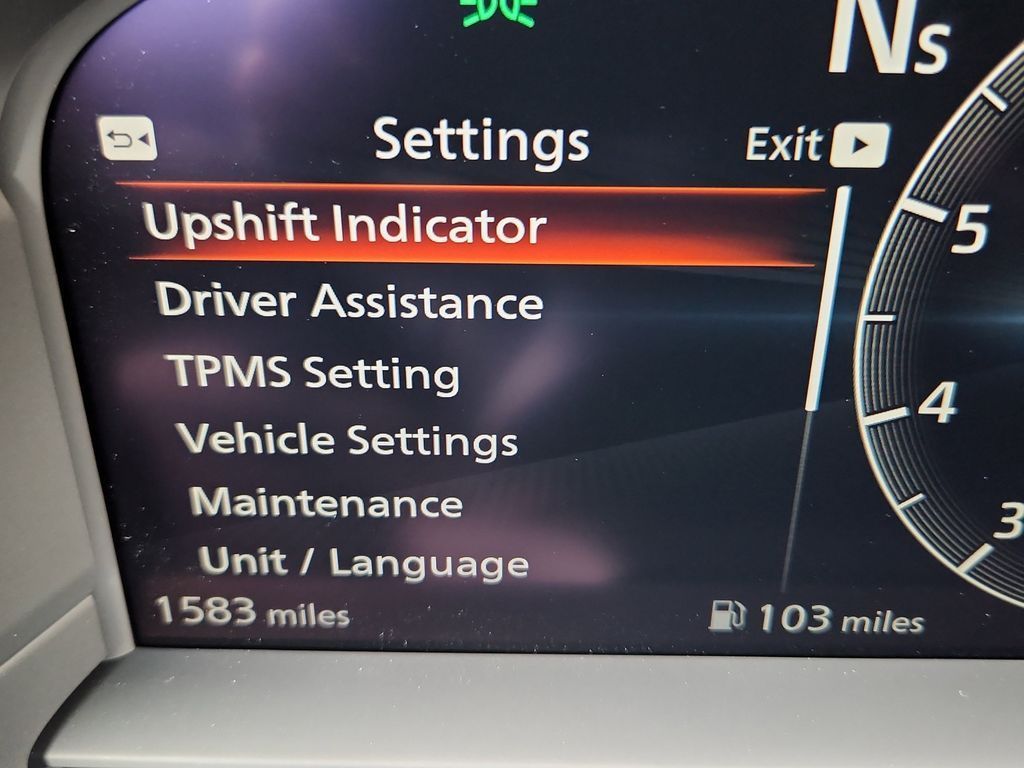 Ns
Settings
Exit
Upshift Indicator
Driver Assistance
TPMS Setting
Vehicle Settings
Maintenance
Unit / Language
1583 miles
103 miles
5
4
3